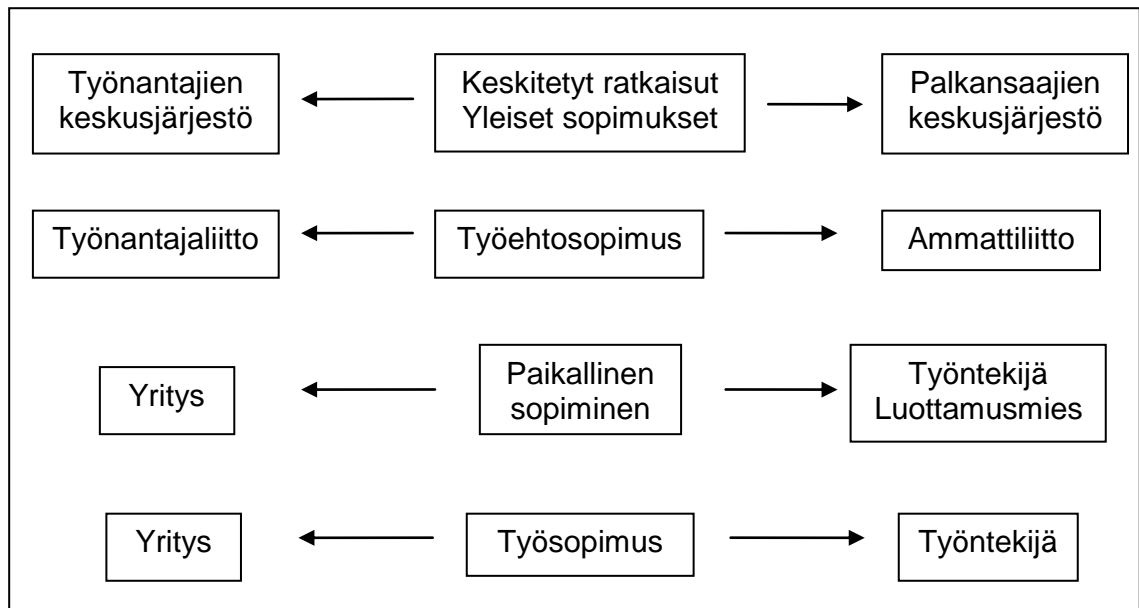 Työnantajien
keskusjärjestö
Keskitetyt ratkaisut
Yleiset sopimukset
Palkansaajien
keskusjärjestö
Työnantajaliitto
Työehtosopimus
Ammattiliitto
Yritys
Paikallinen
sopiminen
Työntekijä
Luottamusmies
Yritys
Työsopimus
Työntekijä